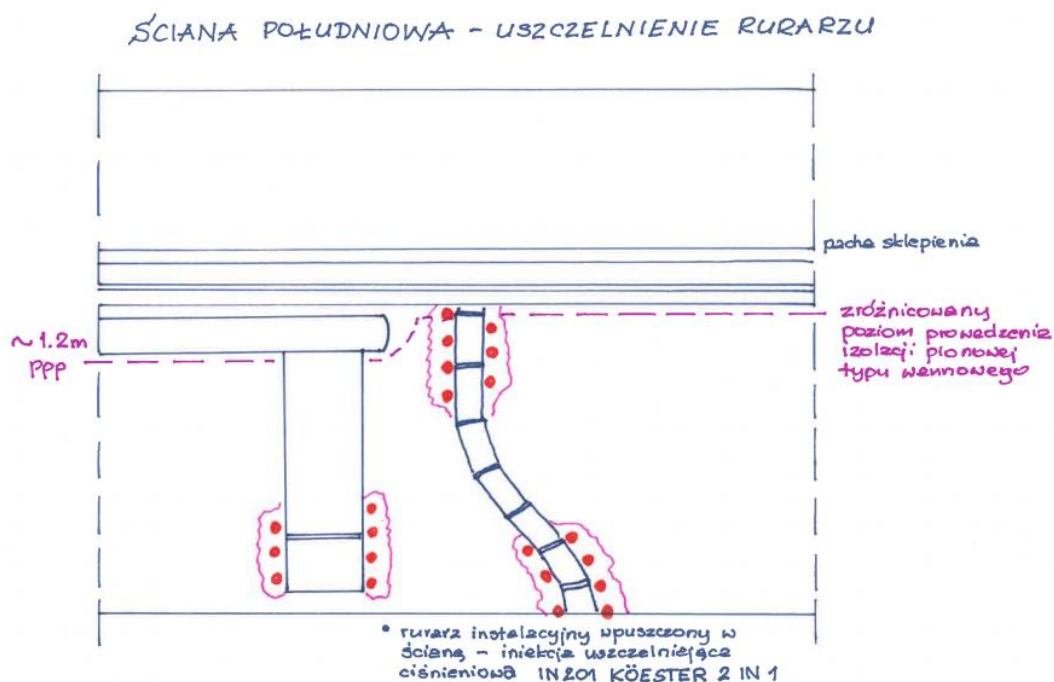 ŚCIANA POŁUDNIOWA - USZCZELNIENIE RURARZU
pacha sklepienia
~1.2m
PPP
zróżnicowany
poziom prowadzenia
izolacji pionowej
typu wannowego
* rurarz instalacyjny wpuszczony w
ścianę - iniekcja uszczelniająca
ciśnieniowa IN201 KÖESTER 2 IN 1